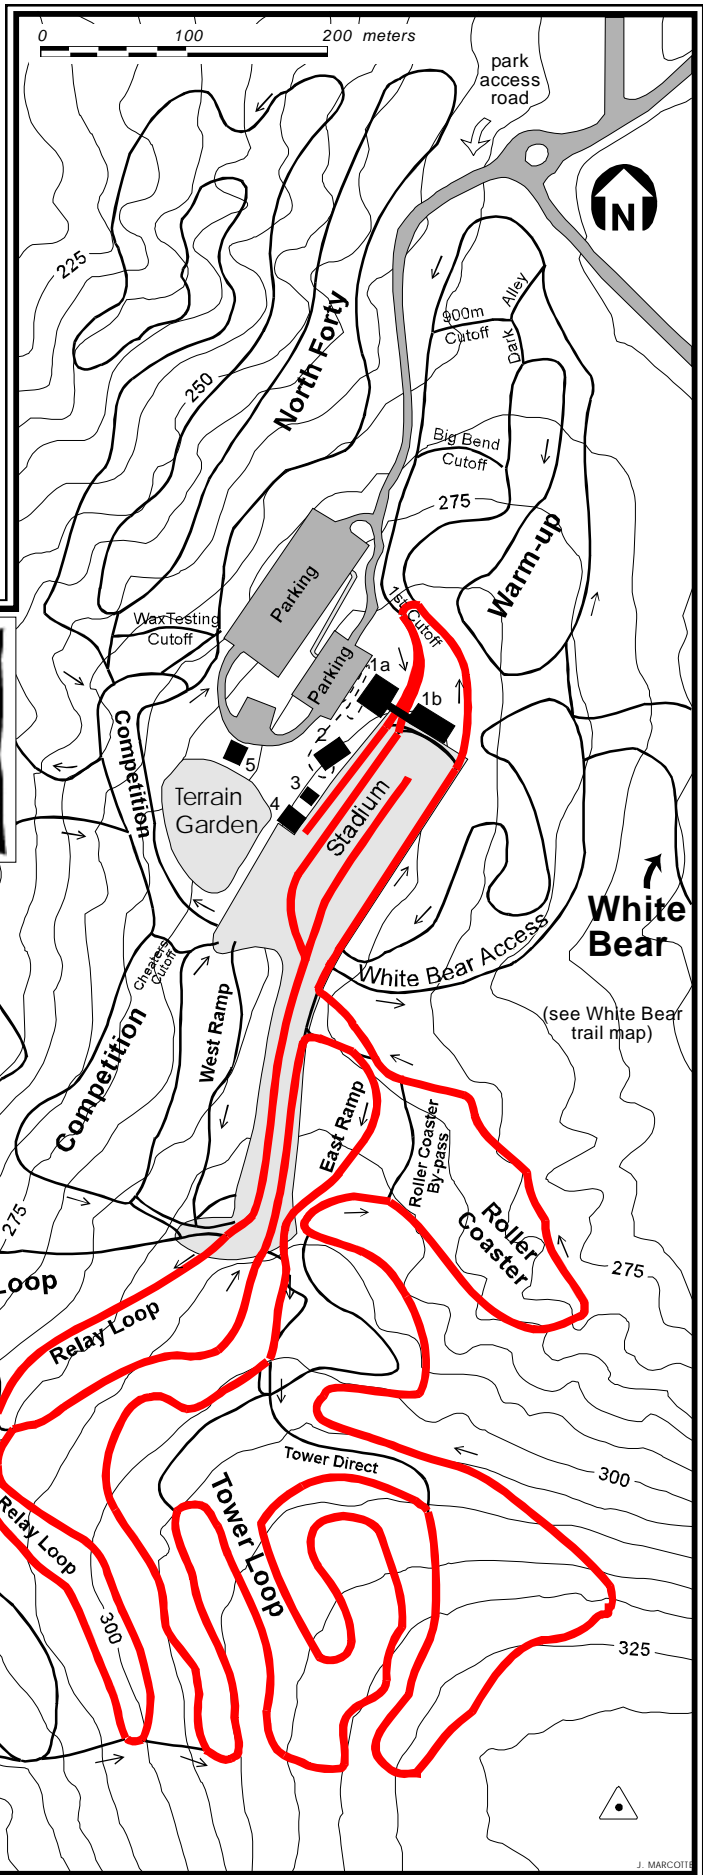 0 100 200 meters
park
access
road
N
225
900m
Cutoff
Dark Alley
North Forty
250
Big Bend
Cutoff
275
Warm-up
Parking
1st Cutoff
WaxTesting
Cutoff
Parking
1a
1b
Competition
2
5
3
4
Terrain
Garden
Stadium
White
Bear
White Bear Access
Cheaters
Cutoff
(see White Bear
trail map)
West Ramp
Competition
East Ramp
Roller Coaster
By-pass
Roller
Coaster
275
275
Loop
Relay Loop
Tower Direct
300
Tower Loop
Relay Loop
300
325
J. MARCOTTE